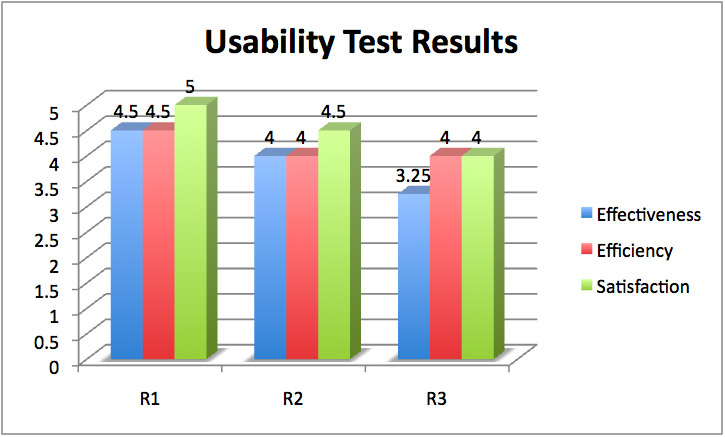 Usability Test Results
5
4.5 4.5
4 4 4.5
3.25 4 4
5
4.5
4
3.5
3
2.5
2
1.5
1
0.5
0
R1 R2 R3
Effectiveness
Efficiency
Satisfaction